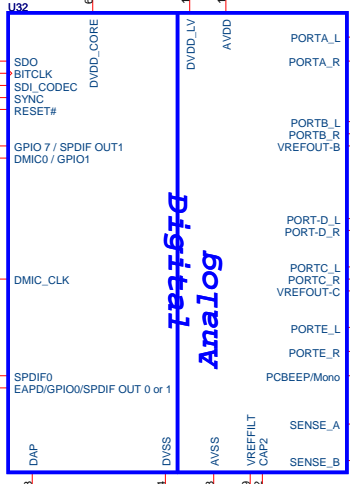 U32
DVDD_CORE
DVDD_LV
AVDD
SDO
BITCLK
SDI_CODEC
SYNC
RESET#
GPIO 7 / SPDIF OUT1
DMIC0 / GPIO1
DMIC_CLK
SPDIF0
EAPD/GPIO0/SPDIF OUT 0 or 1
DAP
DVSS
Digital
Analog
PORTA_L
PORTA_R
PORTB_L
PORTB_R
VREFOUT-B
PORT-D_L
PORT-D_R
PORTC_L
PORTC_R
VREFOUT-C
PORTE_L
PORTE_R
PCBEEP/Mono
SENSE_A
SENSE_B
AVSS
VREFFILT
CAP2